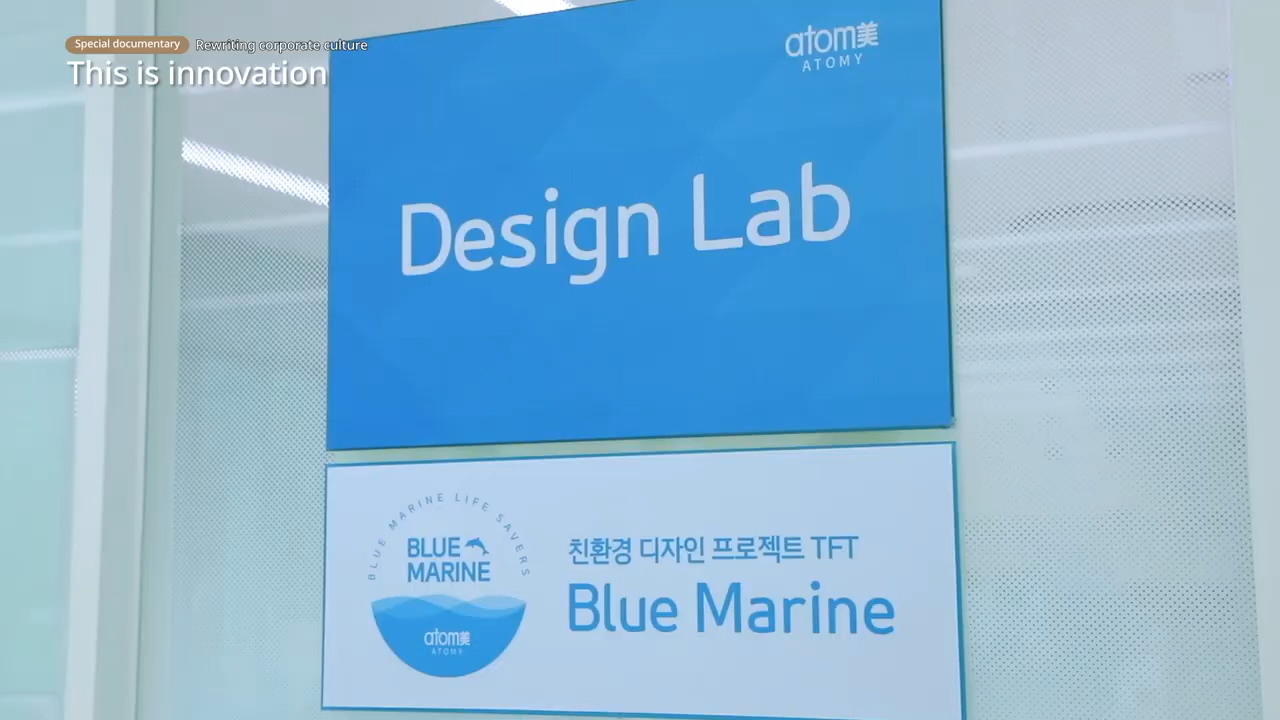 Special documentary Rewriting corporate culture
This is innovation
atom美
ATOMY
Design Lab
BLUE MARINE LIFE SAVERS
BLUE
MARINE
atom美
ATOMY
친환경 디자인 프로젝트 TFT
Blue Marine